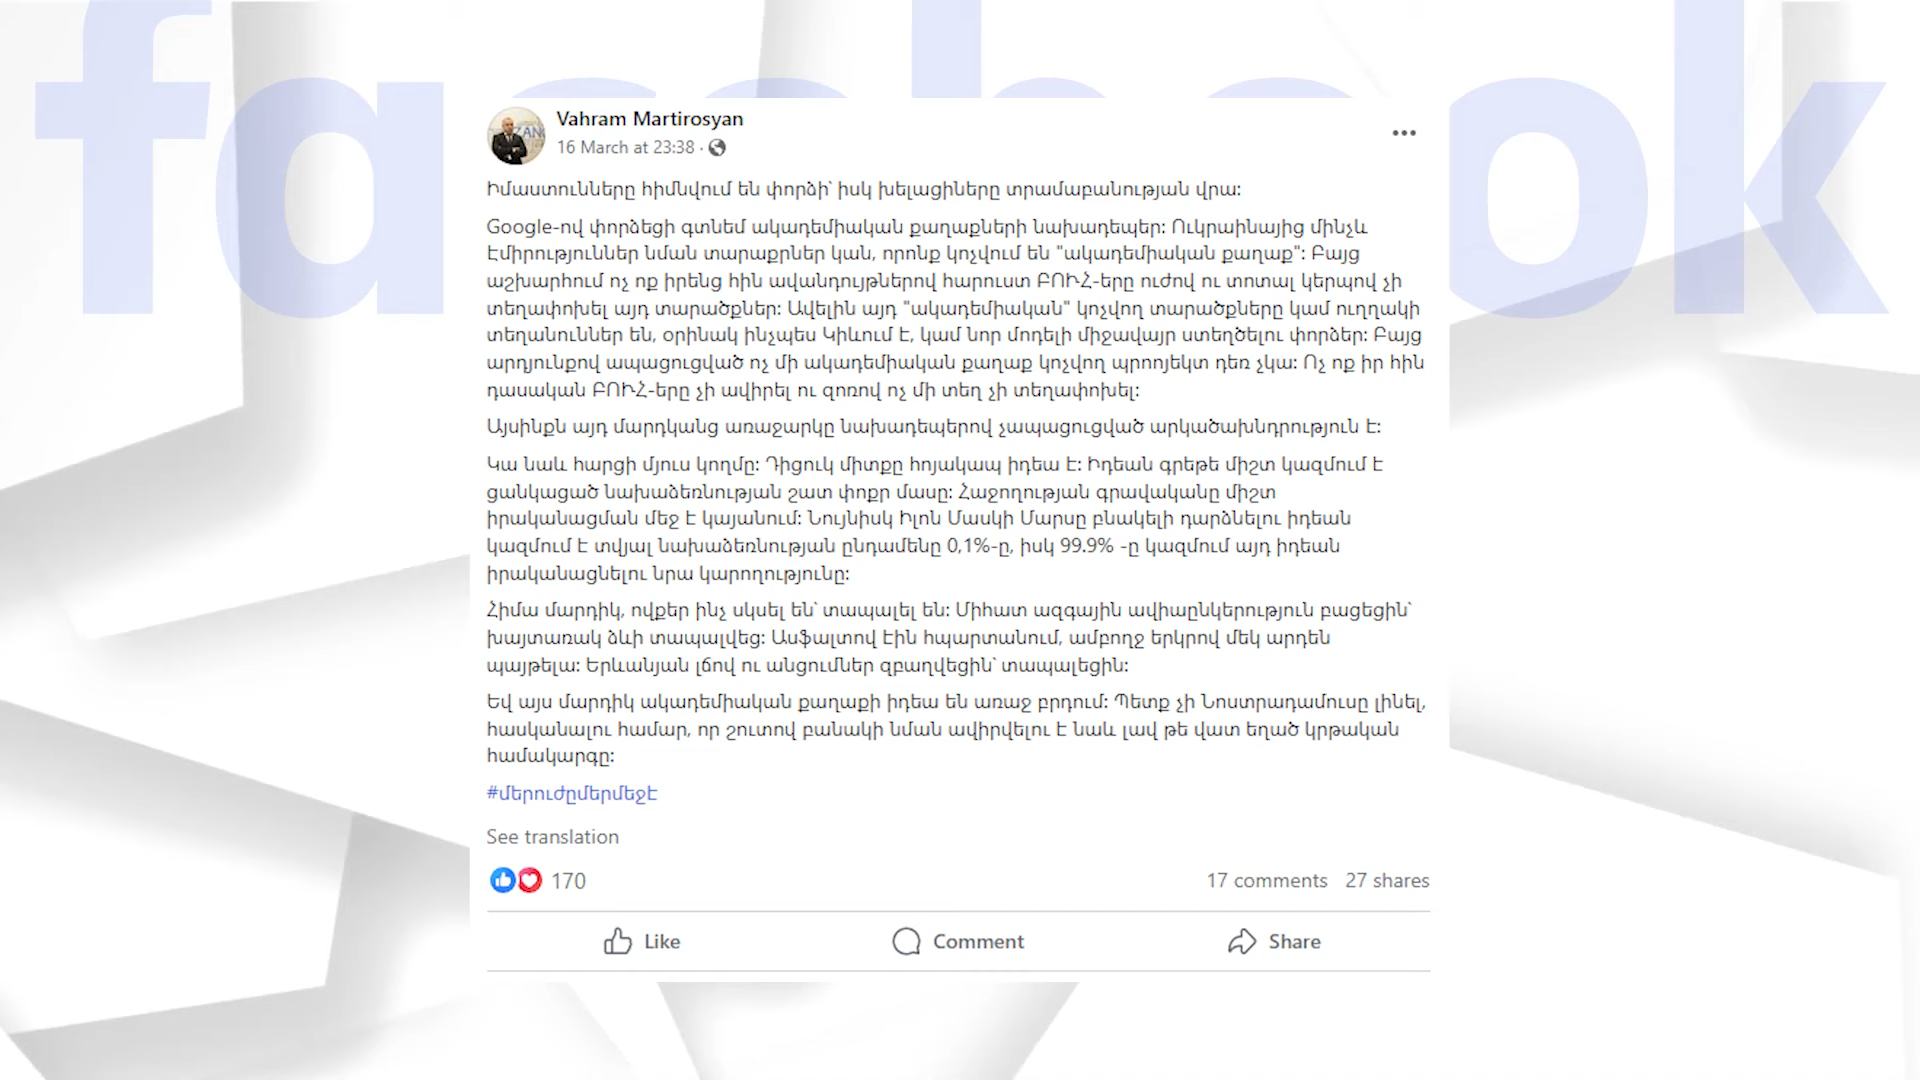 facebook
Vahram Martirosyan
16 March at 23:38 ·
Իմաստունները հիմնվում են փորձի՝ իսկ խելացիները տրամաբանության վրա:
Google-ով փորձեցի գտնեմ ակադեմիական քաղաքների նախադեպեր: Ուկրաինայից մինչև
Էմիրություններ նման տարաքրներ կան, որոնք կոչվում են "ակադեմիական քաղաք": Բայց
աշխարհում ոչ ոք իրենց հին ավանդույթներով հարուստ ԲՈՒՀ-երը ուժով ու տոտալ կերպով չի
տեղափոխել այդ տարածքներ: Ավելին այդ "ակադեմիական" կոչվող տարածքները կամ ուղղակի
տեղանուններ են, օրինակ ինչպես Կիևում է, կամ նոր մոդելի միջավայր ստեղծելու փորձեր: Բայց
արդյունքով ապացուցված ոչ մի ակադեմիական քաղաք կոչվող պրոոյեկտ դեռ չկա: Ոչ ոք իր հին
դասական ԲՈՒՀ-երը չի ավիրել ու զոռով ոչ մի տեղ չի տեղափոխել:
Այսինքն այդ մարդկանց առաջարկը նախադեպերով չապացուցված արկածախնդրություն է:
Կա նաև հարցի մյուս կողմը: Դիցուկ միտքը հոյակապ իդեա է: Իդեան գրեթե միշտ կազմում է
ցանկացած նախաձեռնության շատ փոքր մասը: Հաջողության գրավականը միշտ
իրականացման մեջ է կայանում: Նույնիսկ Իլոն Մասկի Մարսը բնակելի դարձնելու իդեան
կազմում է տվյալ նախաձեռնության ընդամենը 0,1%-ը, իսկ 99.9% -ը կազմում այդ իդեան
իրականացնելու նրա կարողությունը:
Հիմա մարդիկ, ովքեր ինչ սկսել են՝ տապալել են: Միհատ ազգային ավիաընկերություն բացեցին՝
խայտառակ ձևի տապալվեց: Ասֆալտով էին հպարտանում, ամբողջ երկրով մեկ արդեն
պայթելա: Երևանյան լճով ու անցումներ զբաղվեցին՝ տապալեցին:
Եվ այս մարդիկ ակադեմիական քաղաքի իդեա են առաջ բրդում: Պետք չի Նոստրադամուսը լինել,
հասկանալու համար, որ շուտով բանակի նման ավիրվելու է նաև լավ թե վատ եղած կրթական
համակարգը:
#մերուժըմերմեջԷ
See translation
170
17 comments 27 shares
Like Comment Share